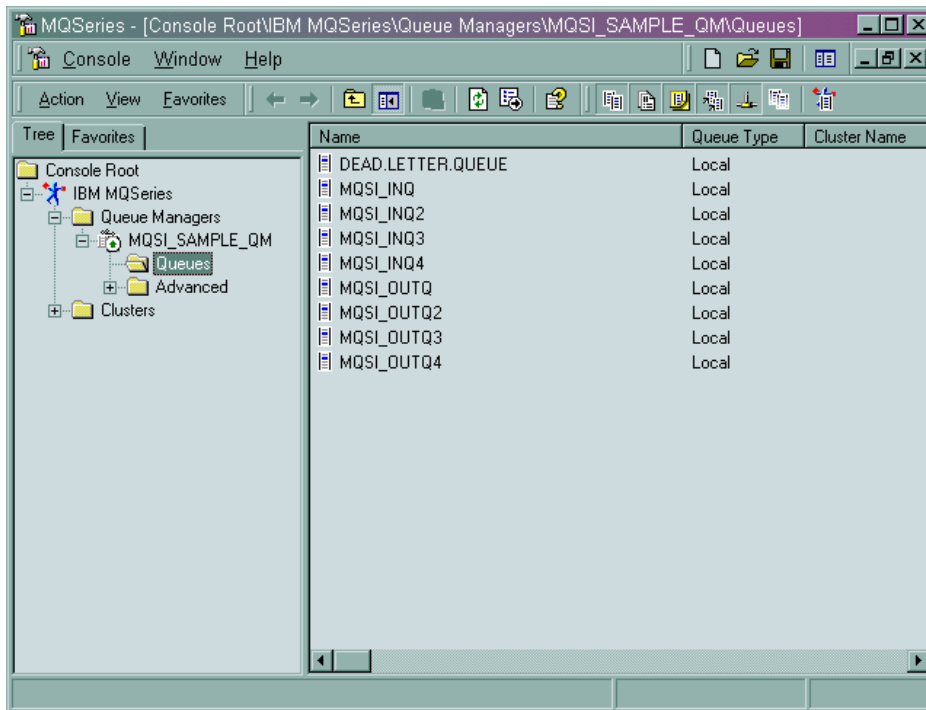 MQSeries - [Console Root\IBM MQSeries\Queue Managers\MQSI_SAMPLE_QM\Queues]
Console Window Help
Action View Favorites
Tree Favorites
Name Queue Type Cluster Name
Console Root
IBM MQSeries
Queue Managers
MQSI_SAMPLE_QM
Queues
Advanced
Clusters
DEAD.LETTER.QUEUE Local
MQSI_INQ Local
MQSI_INQ2 Local
MQSI_INQ3 Local
MQSI_INQ4 Local
MQSI_OUTQ Local
MQSI_OUTQ2 Local
MQSI_OUTQ3 Local
MQSI_OUTQ4 Local